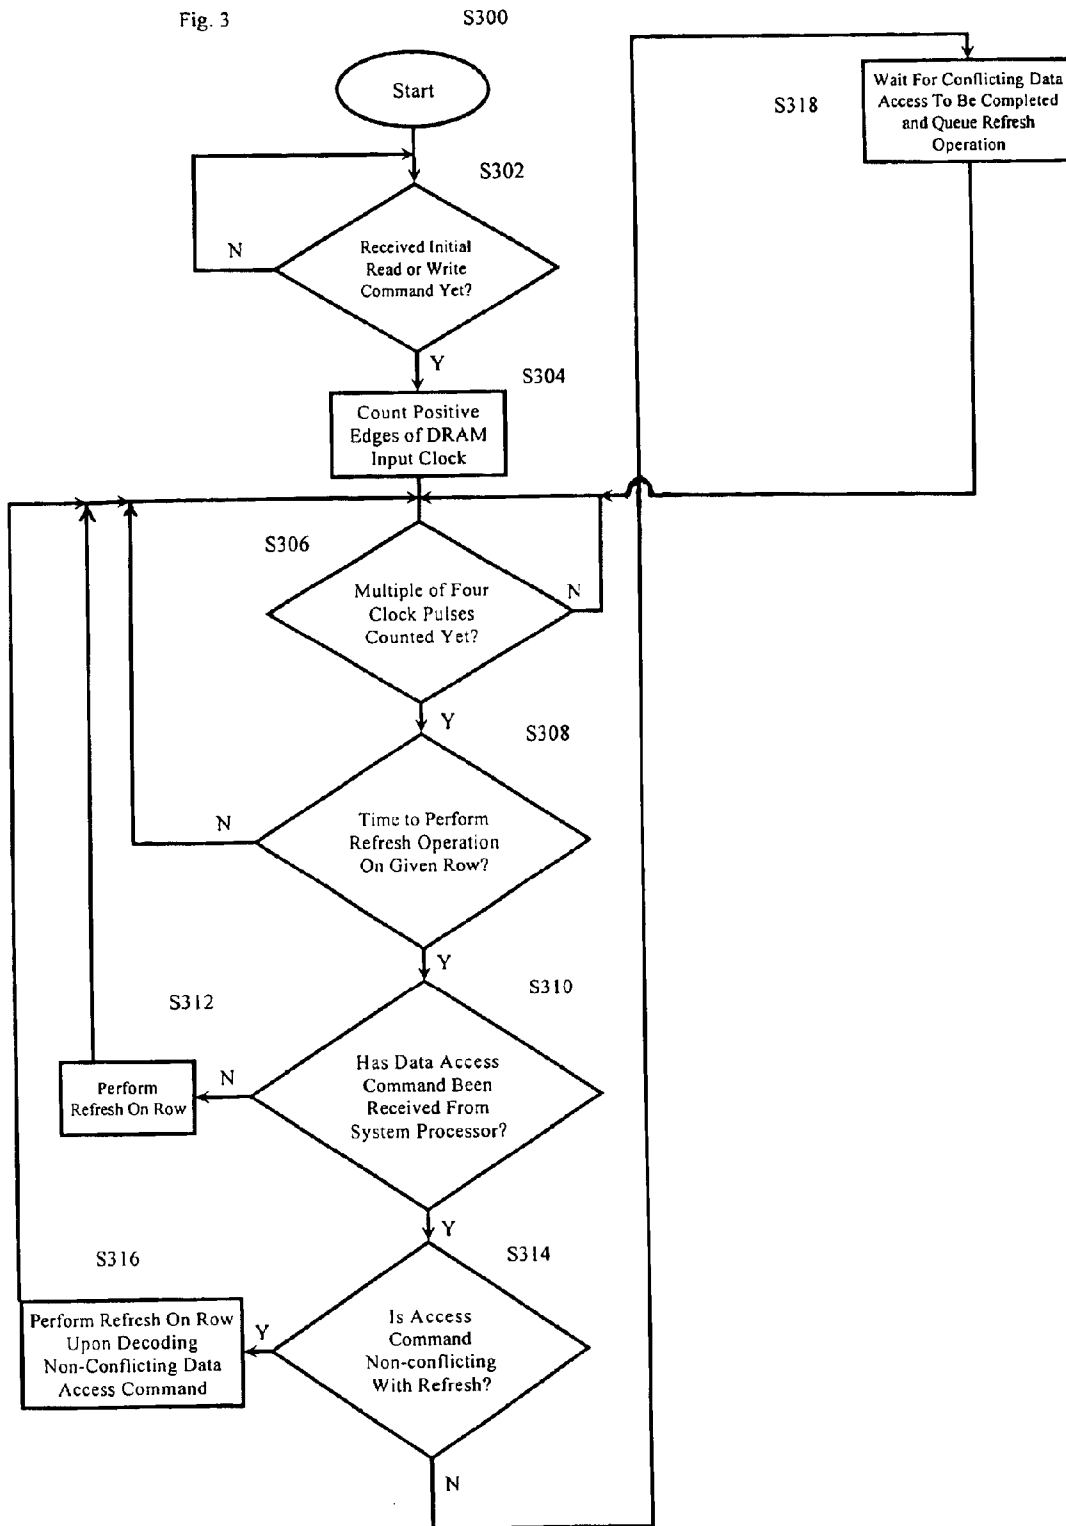 Fig. 3
S300
Start
Wait For Conflicting Data
Access To Be Completed
and Queue Refresh
Operation
S318
S302
Received Initial
Read or Write
Command Yet?
N
Y
S304
Count Positive
Edges of DRAM
Input Clock
S306
Multiple of Four
Clock Pulses
Counted Yet?
N
Y
S308
Time to Perform
Refresh Operation
On Given Row?
N
Y
S310
S312
Has Data Access
Command Been
Received From
System Processor?
N
Perform
Refresh On Row
Y
S314
S316
Is Access
Command
Non-conflicting
With Refresh?
Y
Perform Refresh On Row
Upon Decoding
Non-Conflicting Data
Access Command
N